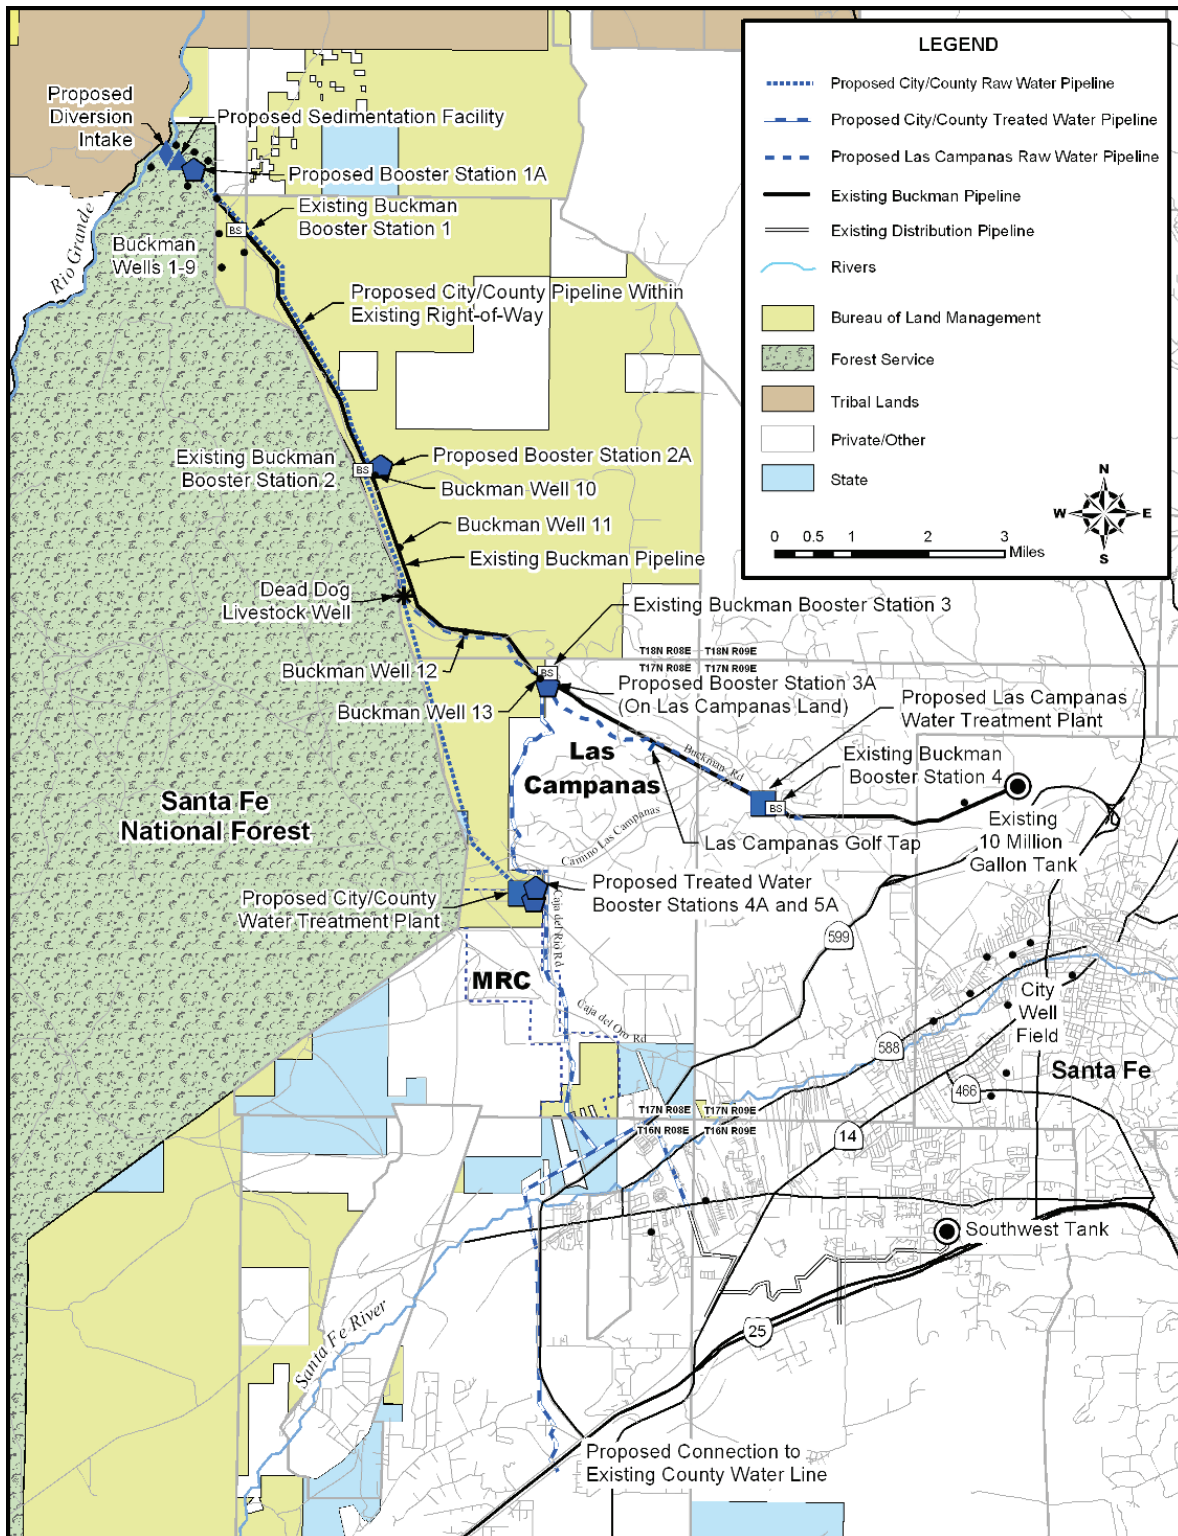 LEGEND
Proposed City/County Raw Water Pipeline
Proposed City/County Treated Water Pipeline
Proposed Las Campanas Raw Water Pipeline
Existing Buckman Pipeline
Existing Distribution Pipeline
Rivers
Bureau of Land Management
Forest Service
Tribal Lands
Private/Other
State
N
W
E
S
0
0.5
1
2
3
Miles
Proposed
Diversion
Intake
Proposed Sedimentation Facility
Proposed Booster Station 1A
Existing Buckman
Booster Station 1
BS
Rio Grande
Buckman
Wells 1-9
Proposed City/County Pipeline Within
Existing Right-of-Way
Existing Buckman
Booster Station 2
BS
Proposed Booster Station 2A
Buckman Well 10
Buckman Well 11
Existing Buckman Pipeline
Dead Dog
Livestock Well
Existing Buckman Booster Station 3
Buckman Well 12
T18N R08E
T18N R09E
T17N R08E
T17N R09E
BS
Proposed Booster Station 3A
(On Las Campanas Land)
Buckman Well 13
Proposed Las Campanas
Water Treatment Plant
Las
Campanas
Buckman Rd
Existing Buckman
Booster Station 4
BS
Santa Fe
National Forest
Camino Las Campanas
Las Campanas Golf Tap
Existing
10 Million
Gallon Tank
Proposed City/County
Water Treatment Plant
Proposed Treated Water
Booster Stations 4A and 5A
Caja del Rio Rd
599
MRC
Caja del Oro Rd
City
Well
Field
588
Santa Fe
466
T17N R08E
T17N R09E
T16N R08E
T16N R09E
14
Southwest Tank
Santa Fe River
25
Proposed Connection to
Existing County Water Line